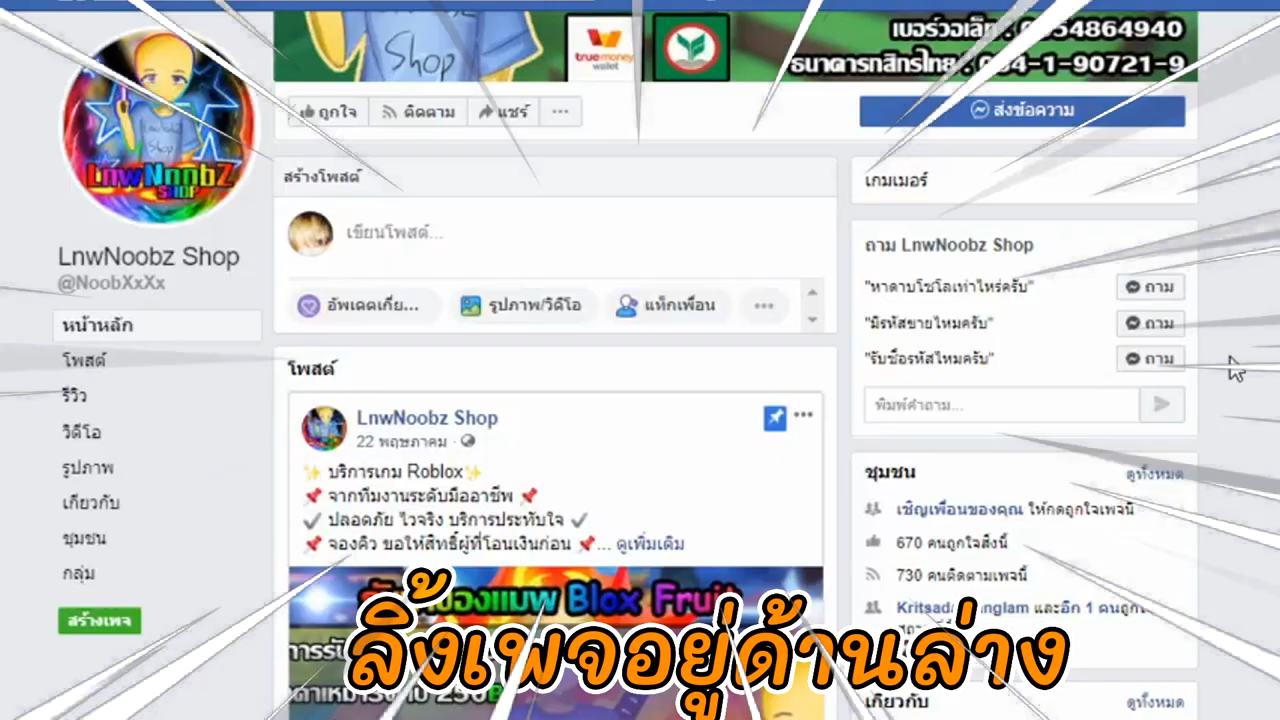 Shop
truemoney
wallet
เบอร์วอเล็ท
ธนาคารกสิกรไทย
ถูกใจ
ติดตาม
แชร์
ส่งข้อความ
LnwNoobZ
SHOP
LnwNoobz Shop
@NoobXxXx
หน้าหลัก
โพสต์
รีวิว
วิดีโอ
รูปภาพ
เกี่ยวกับ
ชุมชน
กลุ่ม
สร้างเพจ
สร้างโพสต์
เขียนโพสต์...
อัพเดตเกี่ย...
รูปภาพ/วิดีโอ
แท็กเพื่อน
โพสต์
LnwNoobz Shop
22 พฤษภาคม ·
✨ บริการเกม Roblox✨
📌 จากทีมงานระดับมืออาชีพ 📌
✔ ปลอดภัย ไวจริง บริการประทับใจ ✔
📌 จองคิว ขอให้สิทธิ์ผู้ที่โอนเงินก่อน 📌... ดูเพิ่มเติม
Blox Fruit
เกมเมอร์
ถาม LnwNoobz Shop
"หาดาบโซโลเท่าไหร่ครับ"
ถาม
"มีรหัสขายไหมครับ"
ถาม
"รับซื้อรหัสไหมครับ"
ถาม
พิมพ์คำถาม...
ชุมชน
ดูทั้งหมด
เชิญเพื่อนของคุณ ให้กดถูกใจเพจนี้
670 คนถูกใจสิ่งนี้
730 คนติดตามเพจนี้
และอีก 1 คนถูกใจ
เกี่ยวกับ
ดูทั้งหมด
ลิ้งเพจอยู่ด้านล่าง